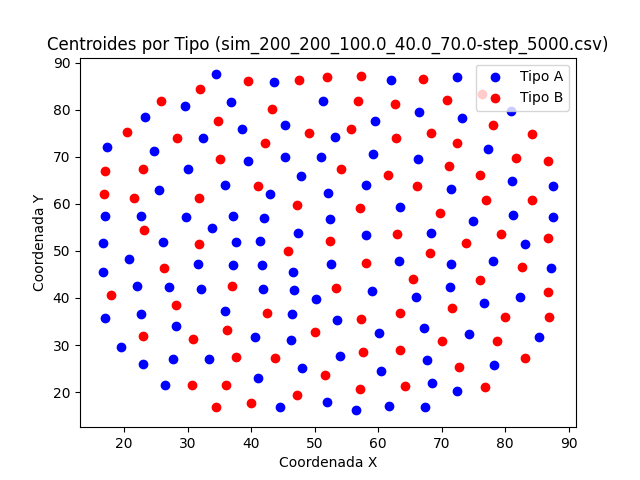 Centroides por Tipo (sim_200_200_100.0_40.0_70.0-step_5000.csv)
Tipo A
Tipo B
90
80
70
60
50
40
30
20
Coordenada Y
20 30 40 50 60 70 80 90
Coordenada X